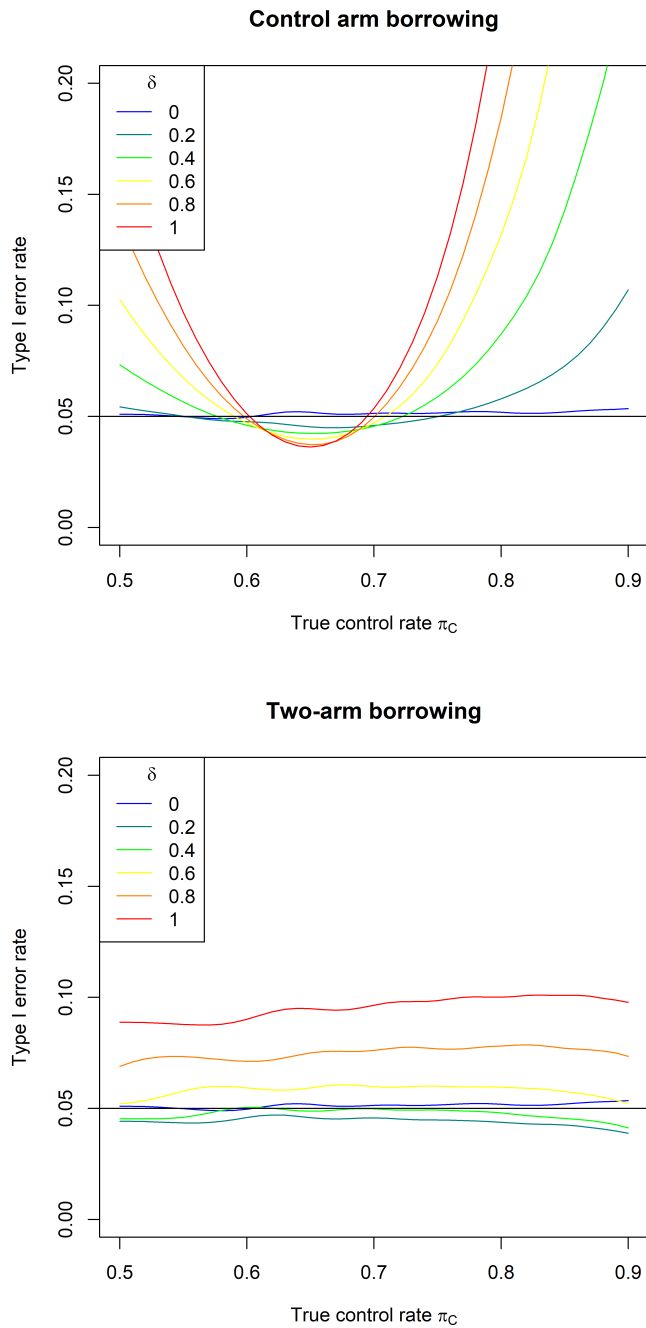 Control arm borrowing
δ
0
0.2
0.4
0.6
0.8
1
Type I error rate
0.20
0.15
0.10
0.05
0.00
0.5 0.6 0.7 0.8 0.9
True control rate πC
Two-arm borrowing
δ
0
0.2
0.4
0.6
0.8
1
Type I error rate
0.20
0.15
0.10
0.05
0.00
0.5 0.6 0.7 0.8 0.9
True control rate πC